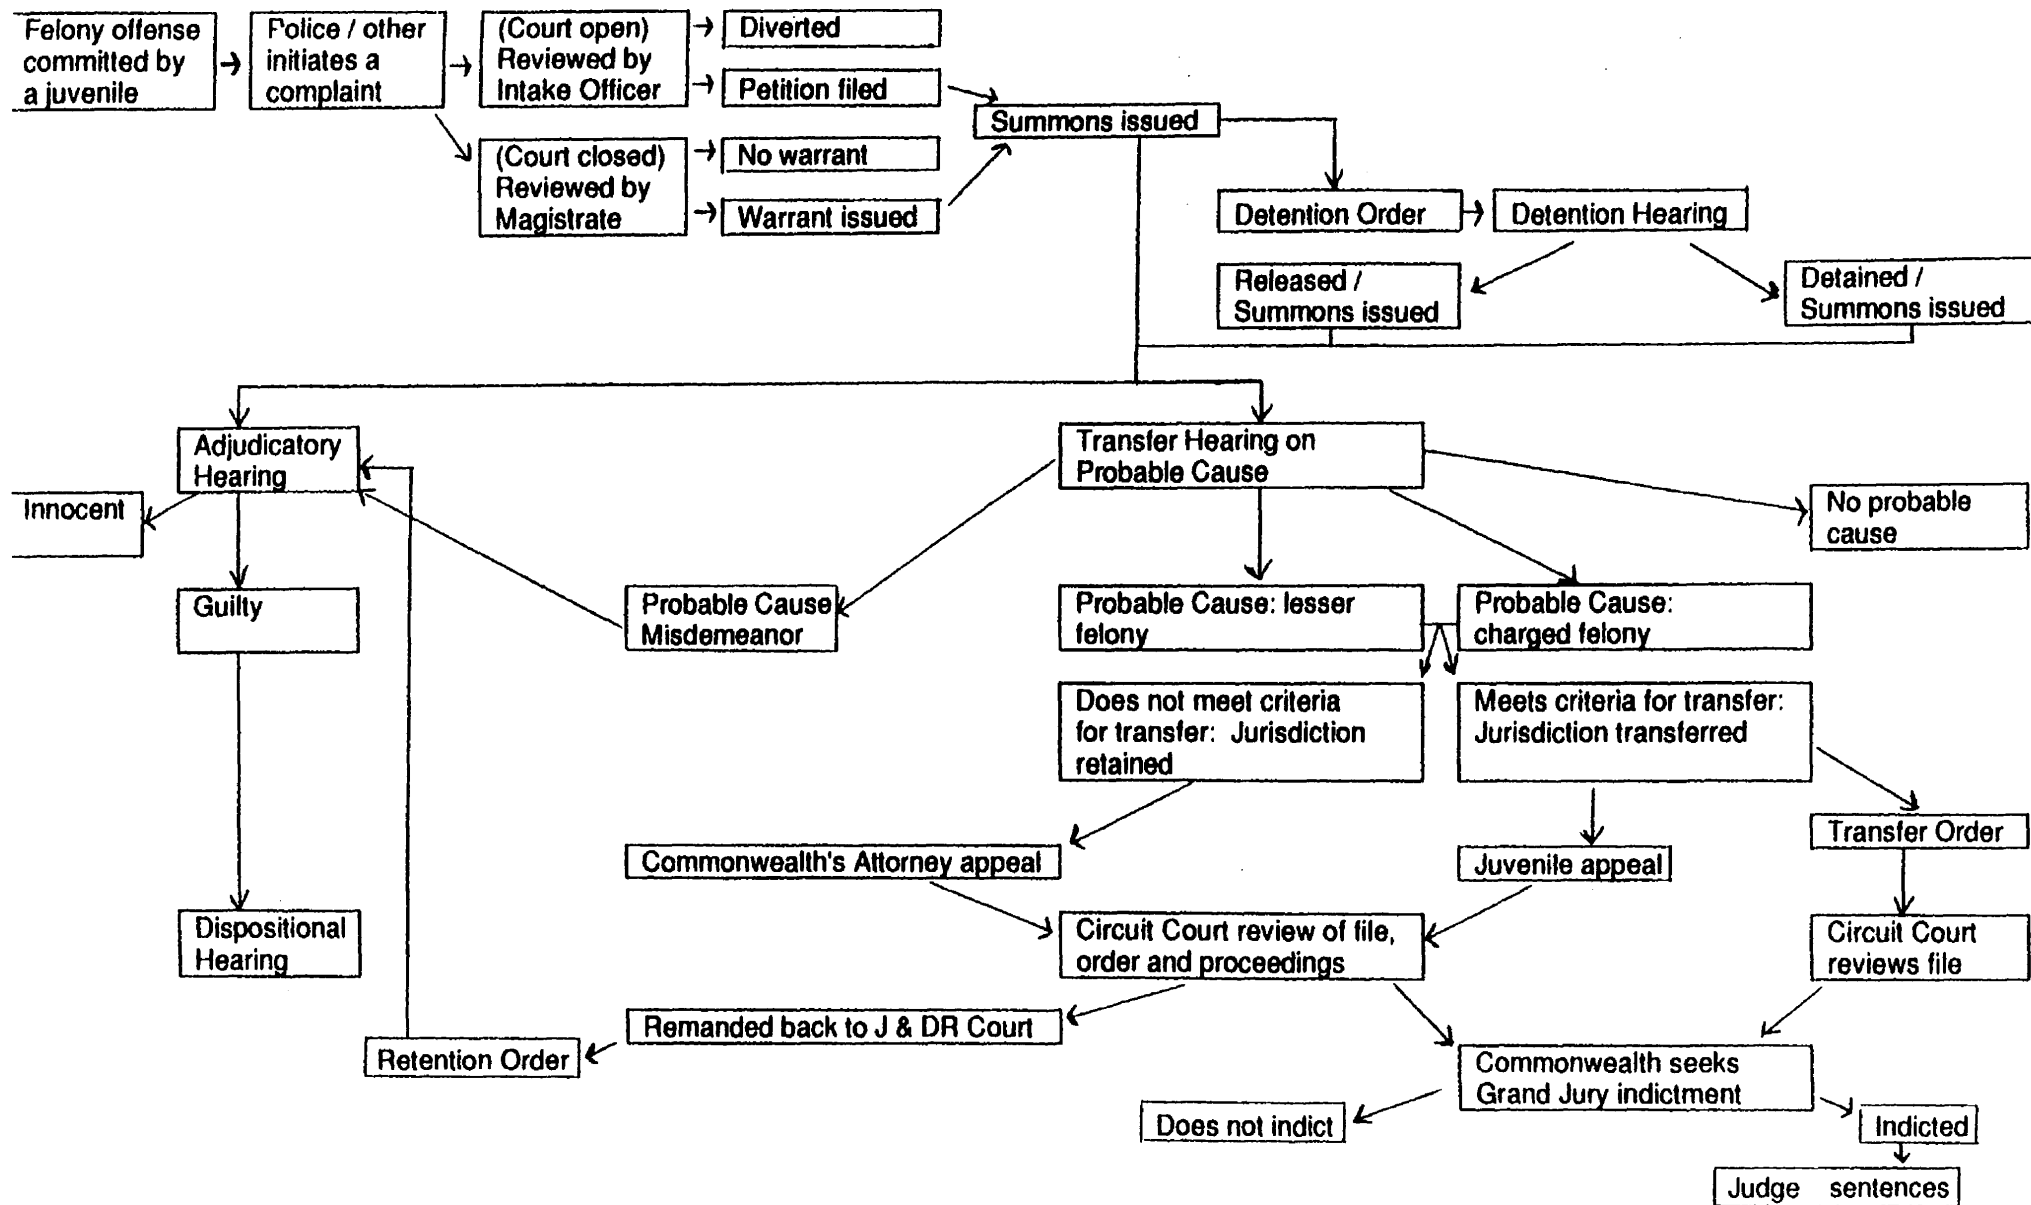 Felony offense
committed by
a juvenile
Police / other
initiates a
complaint
(Court open)
Reviewed by
Intake Officer
Diverted
Petition filed
(Court closed)
Reviewed by
Magistrate
No warrant
Warrant issued
Summons issued
Detention Order
Detention Hearing
Released /
Summons issued
Detained /
Summons issued
Adjudicatory
Hearing
Transfer Hearing on
Probable Cause
Innocent
No probable
cause
Guilty
Probable Cause
Misdemeanor
Probable Cause: lesser
felony
Probable Cause:
charged felony
Does not meet criteria
for transfer: Jurisdiction
retained
Meets criteria for transfer:
Jurisdiction transferred
Commonwealth's Attorney appeal
Juvenile appeal
Transfer Order
Dispositional
Hearing
Circuit Court review of file,
order and proceedings
Circuit Court
reviews file
Remanded back to J & DR Court
Retention Order
Commonwealth seeks
Grand Jury indictment
Does not indict
Indicted
Judge sentences